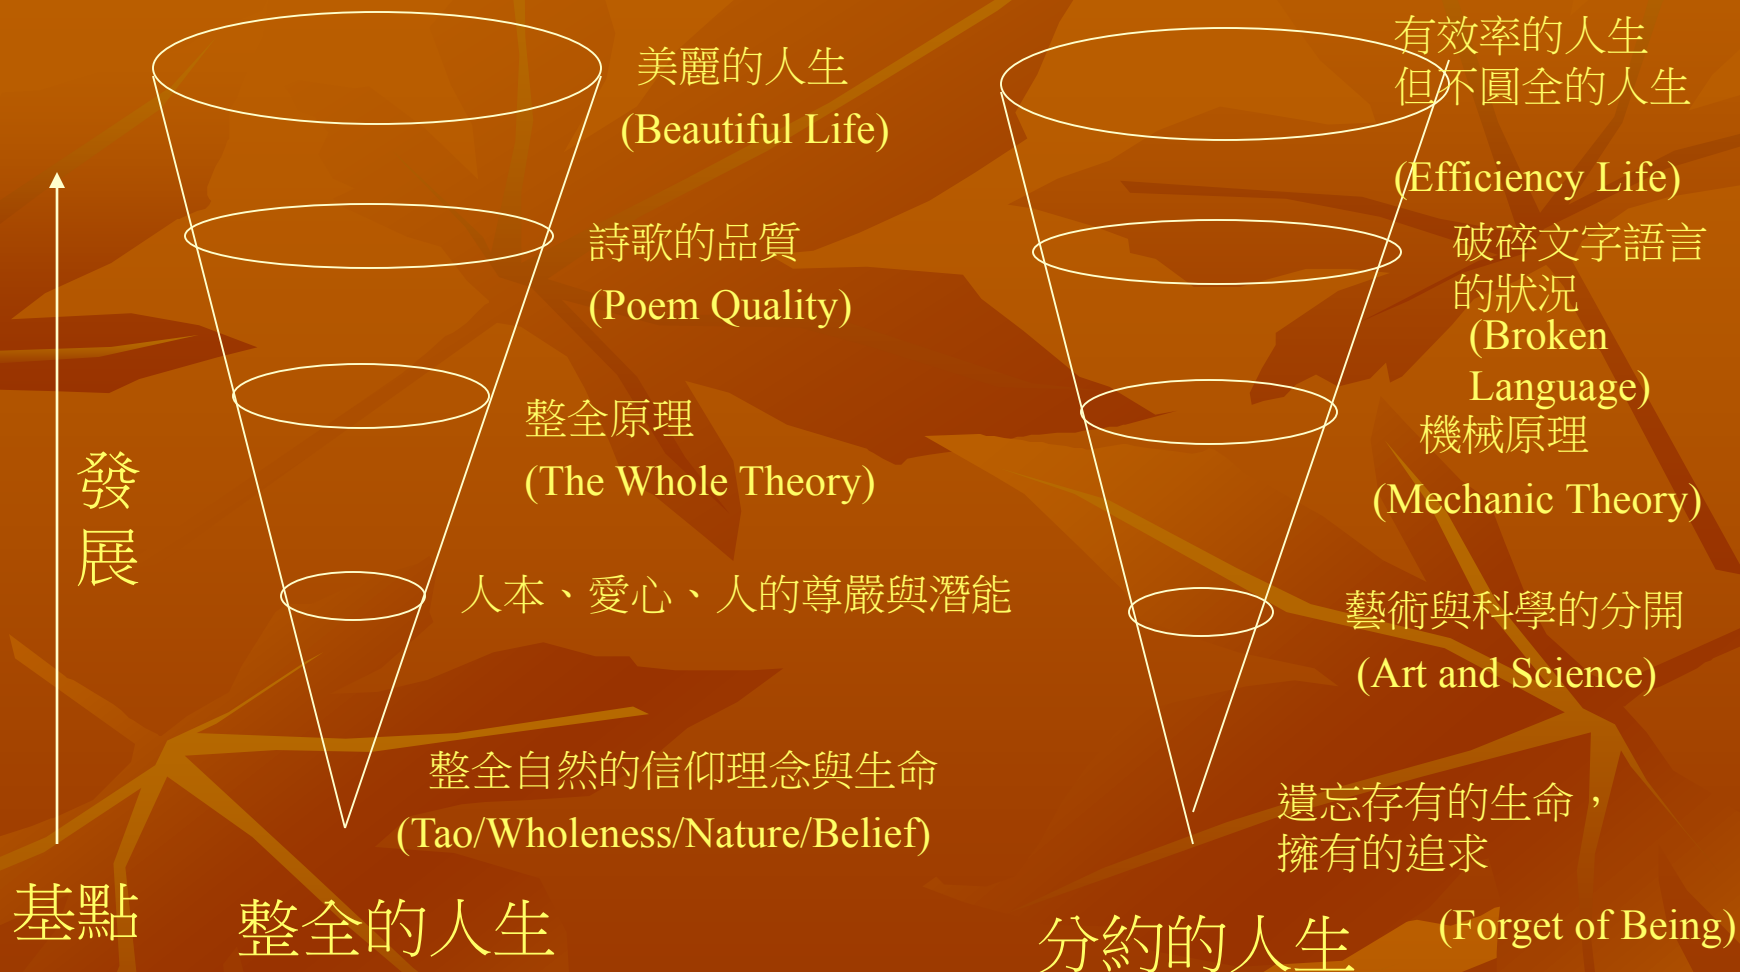 美麗的人生
(Beautiful Life)
詩歌的品質
(Poem Quality)
整全原理
(The Whole Theory)
人本、愛心、人的尊嚴與潛能
整全自然的信仰理念與生命
(Tao/Wholeness/Nature/Belief)
發
展
基點
整全的人生
有效率的人生
但不圓全的人生
(Efficiency Life)
破碎文字語言
的狀況
(Broken
Language)
機械原理
(Mechanic Theory)
藝術與科學的分開
(Art and Science)
遺忘存有的生命，
擁有的追求
(Forget of Being)
分約的人生